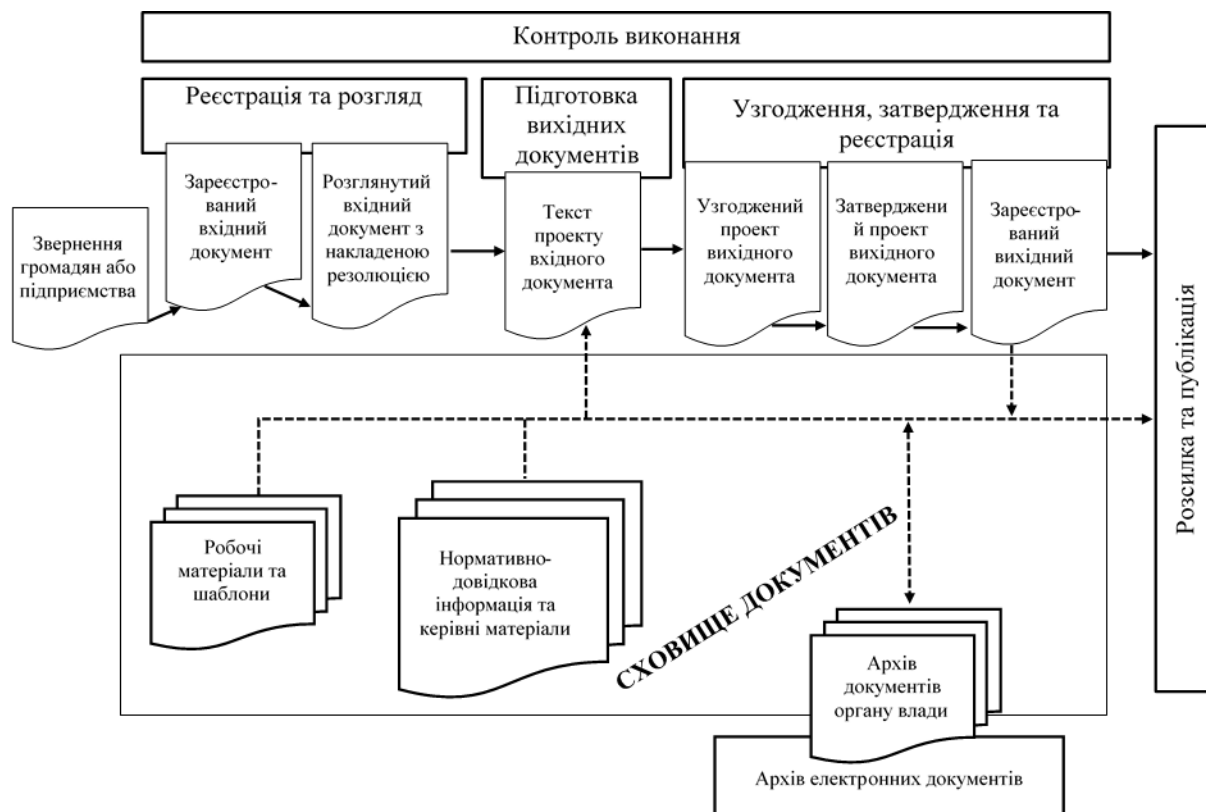 Контроль виконання
Реєстрація та розгляд
Підготовка
вихідних
документів
Узгодження, затвердження та
реєстрація
Звернення
громадян або
підприємства
Зареєстро-
ваний
вхідний
документ
Розглянутий
вхідний
документ з
накладеною
резолюцією
Текст
проекту
вхідного
документа
Узгоджений
проект
вихідного
документа
Затверджени
й проект
вихідного
документа
Зареєстро-
ваний
вихідний
документ
Розсилка та публікація
Робочі
матеріали та
шаблони
Нормативно-
довідкова
інформація та
керівні матеріали
СХОВИЩЕ ДОКУМЕНТІВ
Архів
документів
органу влади
Архів електронних документів